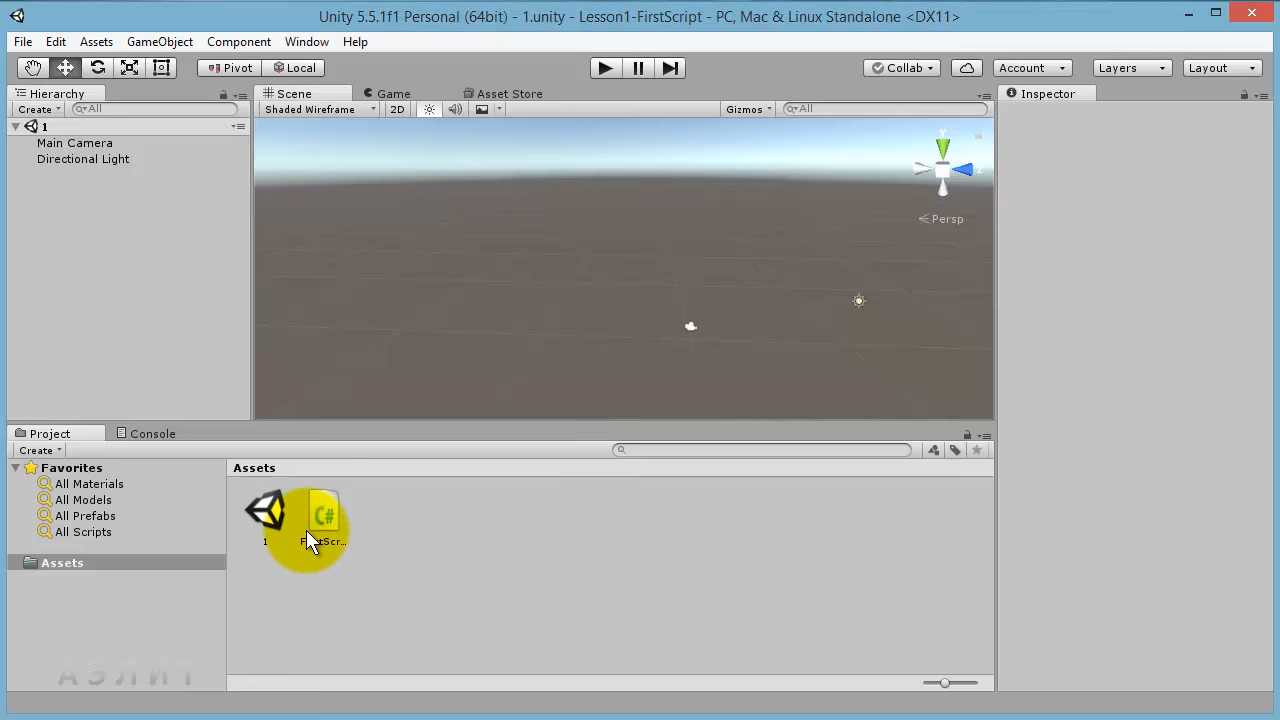 Unity 5.5.1f1 Personal (64bit) - 1.unity - Lesson1-FirstScript - PC, Mac & Linux Standalone <DX11>
File Edit Assets GameObject Component Window Help
Pivot Local Collab Account Layers Layout
Hierarchy Scene Game Asset Store Inspector
Create All Shaded Wireframe 2D Gizmos All
1
Main Camera
Directional Light
y
z
Persp
Project Console
Create
Favorites Assets
All Materials
All Models
All Prefabs
All Scripts
C#
1
Assets
АЭЛИТ